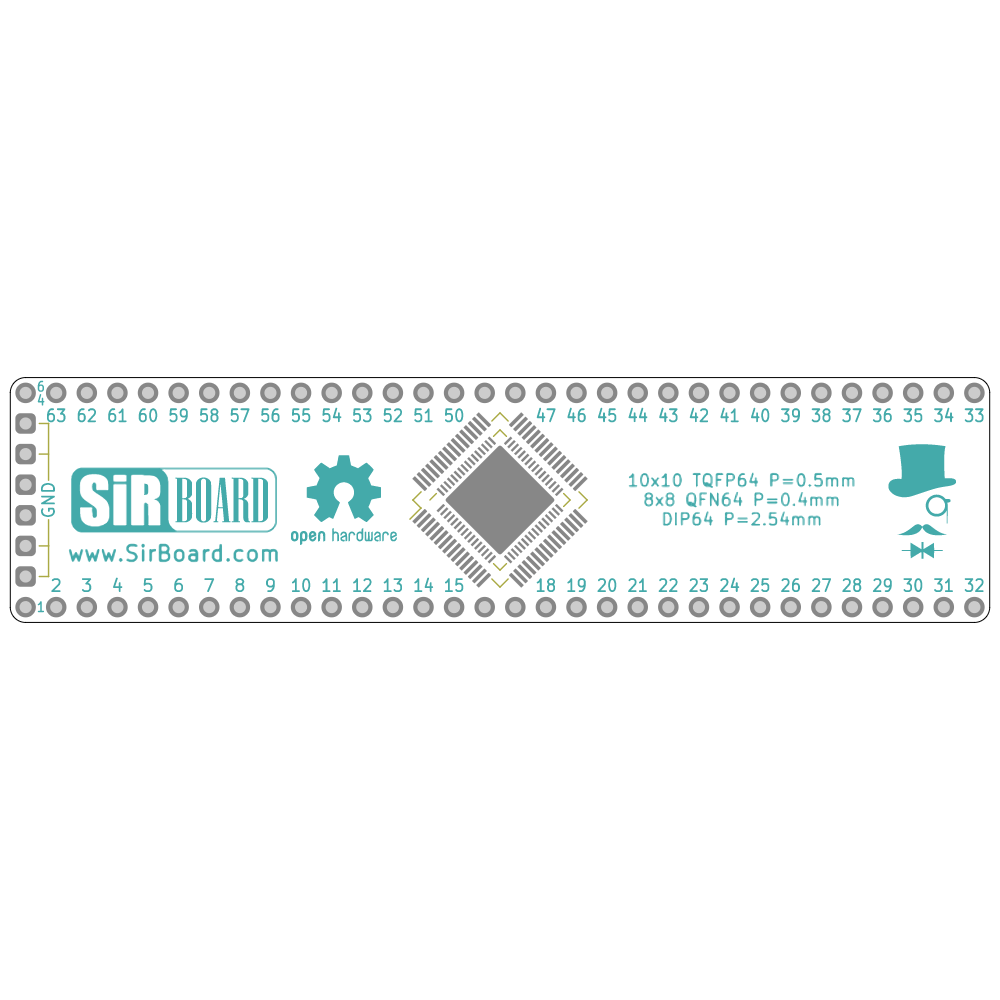 64
63 62 61 60 59 58 57 56 55 54 53 52 51 50 47 46 45 44 43 42 41 40 39 38 37 36 35 34 33
GND
SiR BOARD
www.SirBoard.com
open hardware
10x10 TQFP64 P=0.5mm
8x8 QFN64 P=0.4mm
DIP64 P=2.54mm
1
2 3 4 5 6 7 8 9 10 11 12 13 14 15 18 19 20 21 22 23 24 25 26 27 28 29 30 31 32